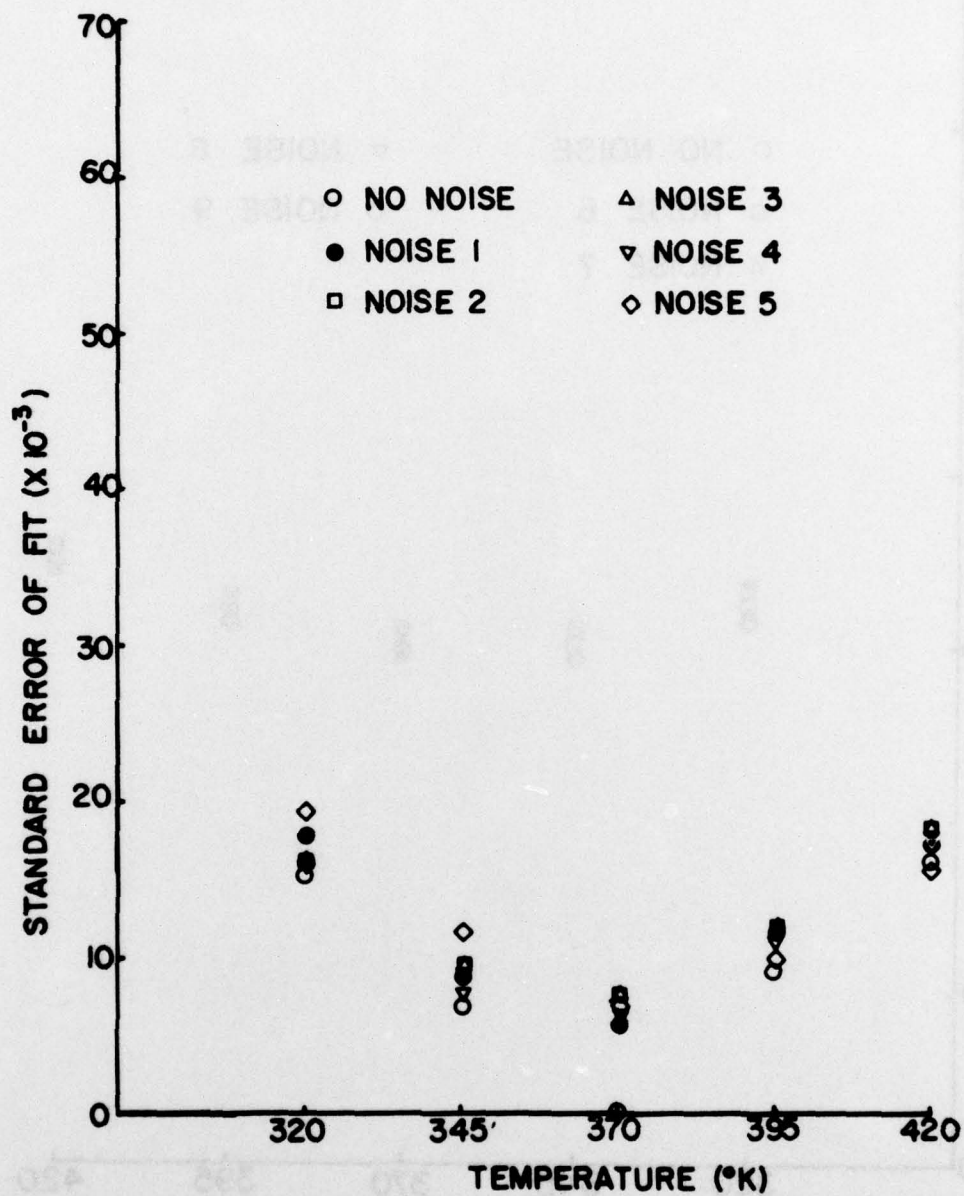 70
60
50
40
30
20
10
0
STANDARD ERROR OF FIT (X 10⁻³)
○ NO NOISE
● NOISE 1
□ NOISE 2
△ NOISE 3
▽ NOISE 4
◇ NOISE 5
320 345 370 395 420
TEMPERATURE (°K)